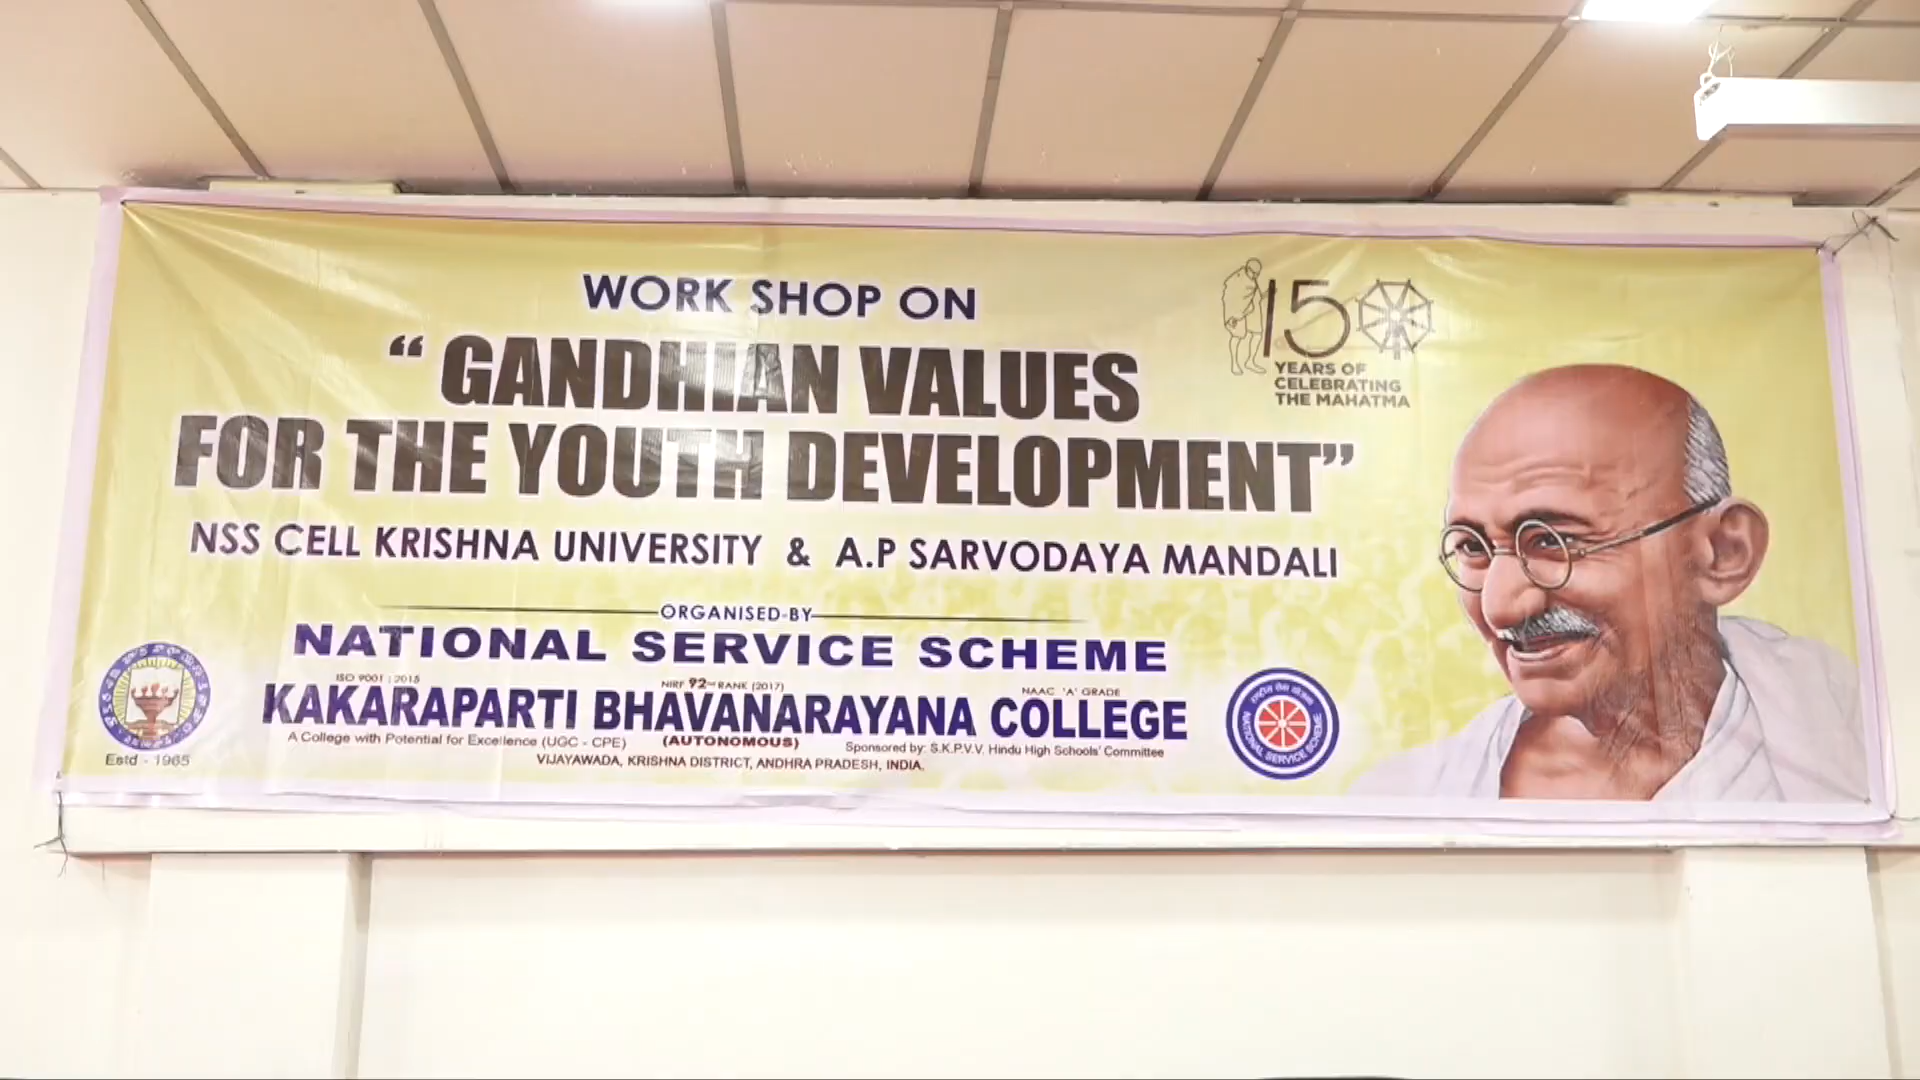 WORK SHOP ON
“ GANDHIAN VALUES
FOR THE YOUTH DEVELOPMENT”
150
YEARS OF
CELEBRATING
THE MAHATMA
NSS CELL KRISHNA UNIVERSITY & A.P SARVODAYA MANDALI
ORGANISED-BY
NATIONAL SERVICE SCHEME
ISO 9001 : 2015 NIRF 92nd RANK (2017) NAAC 'A' GRADE
KAKARAPARTI BHAVANARAYANA COLLEGE
A College with Potential for Excellence (UGC - CPE) (AUTONOMOUS) Sponsored by: S.K.P.V.V. Hindu High Schools' Committee
VIJAYAWADA, KRISHNA DISTRICT, ANDHRA PRADESH, INDIA.
Estd - 1965
NATIONAL SERVICE SCHEME